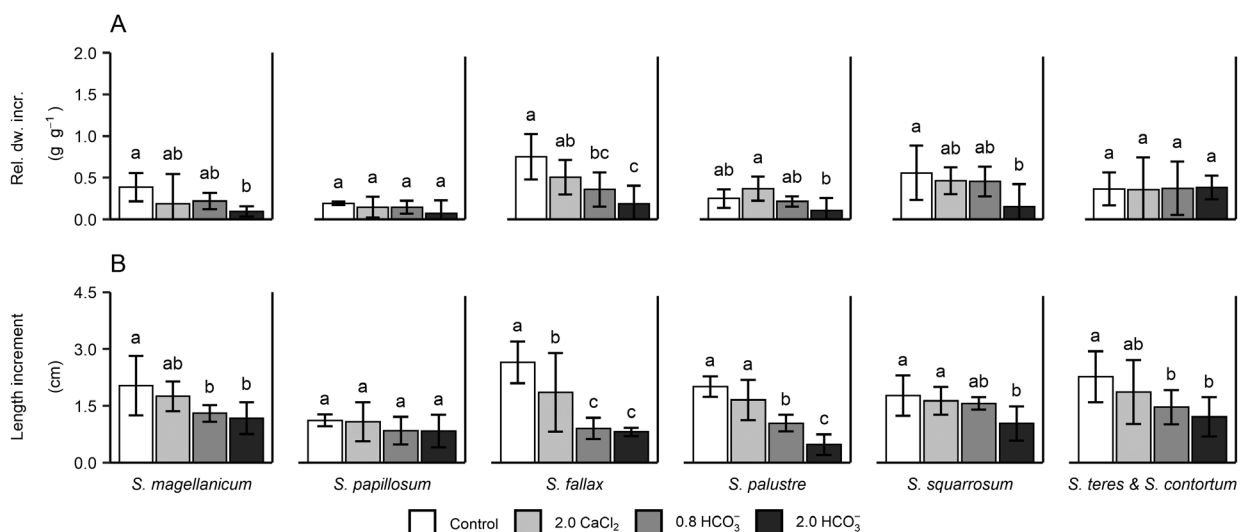 A
Rel. dw. incr.
(g g⁻¹)
2.0
1.5
1.0
0.5
0.0
a ab ab b
a a a a
a ab bc c
ab a ab b
a ab ab b
a a a a
B
Length increment
(cm)
4.5
3.0
1.5
0.0
a ab b b
a a a a
a b c c
a a b c
a a ab b
a ab b b
S. magellanicum S. papillosum S. fallax S. palustre S. squarrosum S. teres & S. contortum
Control 2.0 CaCl₂ 0.8 HCO₃⁻ 2.0 HCO₃⁻